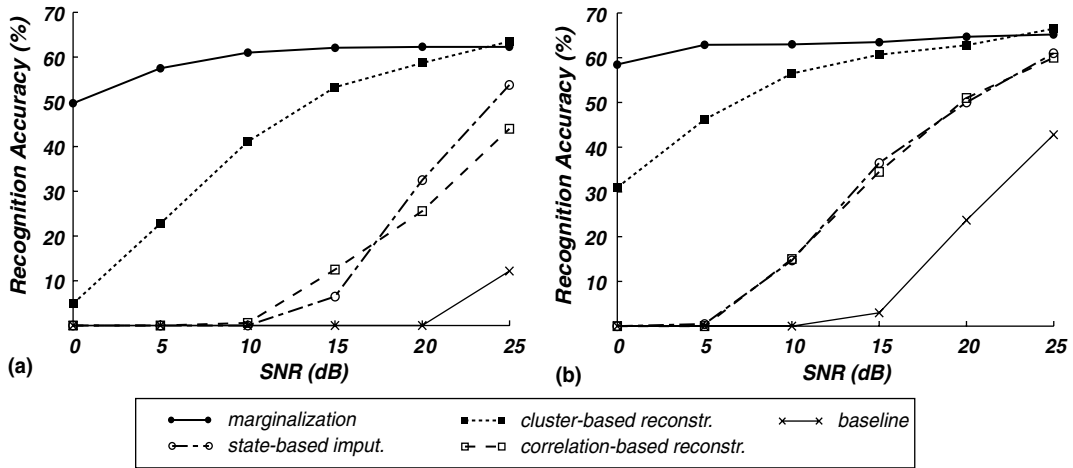 Recognition Accuracy (%)
70
60
50
40
30
20
10
0 5 10 15 20 25
SNR (dB)
(a)
Recognition Accuracy (%)
70
60
50
40
30
20
10
0 5 10 15 20 25
SNR (dB)
(b)
marginalization cluster-based reconstr. baseline
state-based imput. correlation-based reconstr.